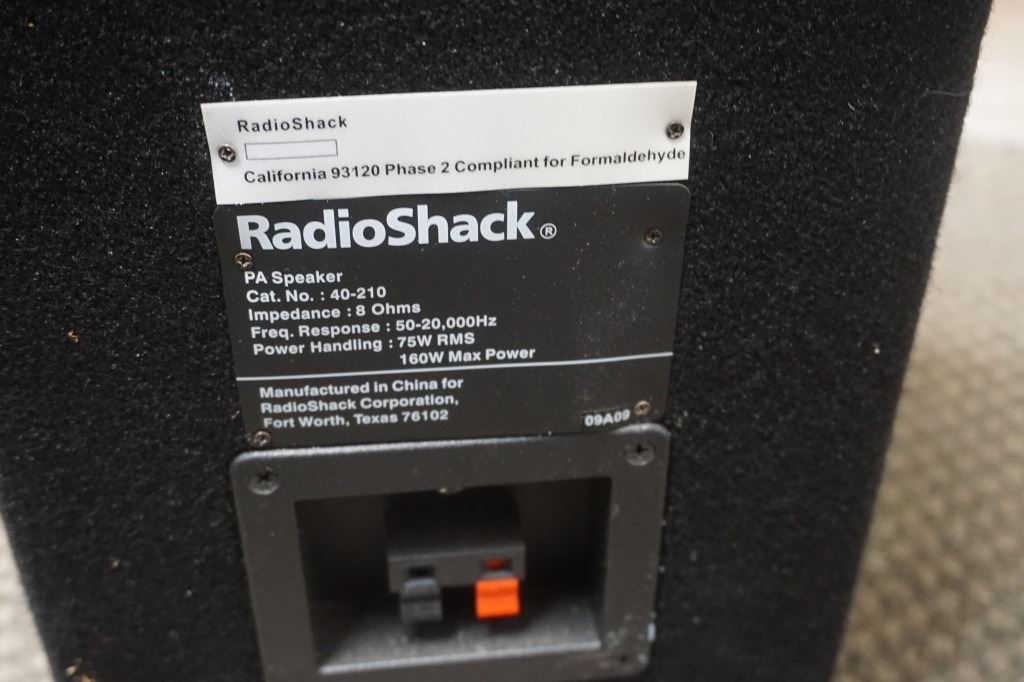 RadioShack
California 93120 Phase 2 Compliant for Formaldehyde
RadioShack®
PA Speaker
Cat. No. : 40-210
Impedance : 8 Ohms
Freq. Response : 50-20,000Hz
Power Handling : 75W RMS
160W Max Power
Manufactured in China for
RadioShack Corporation,
Fort Worth, Texas 76102
09A09